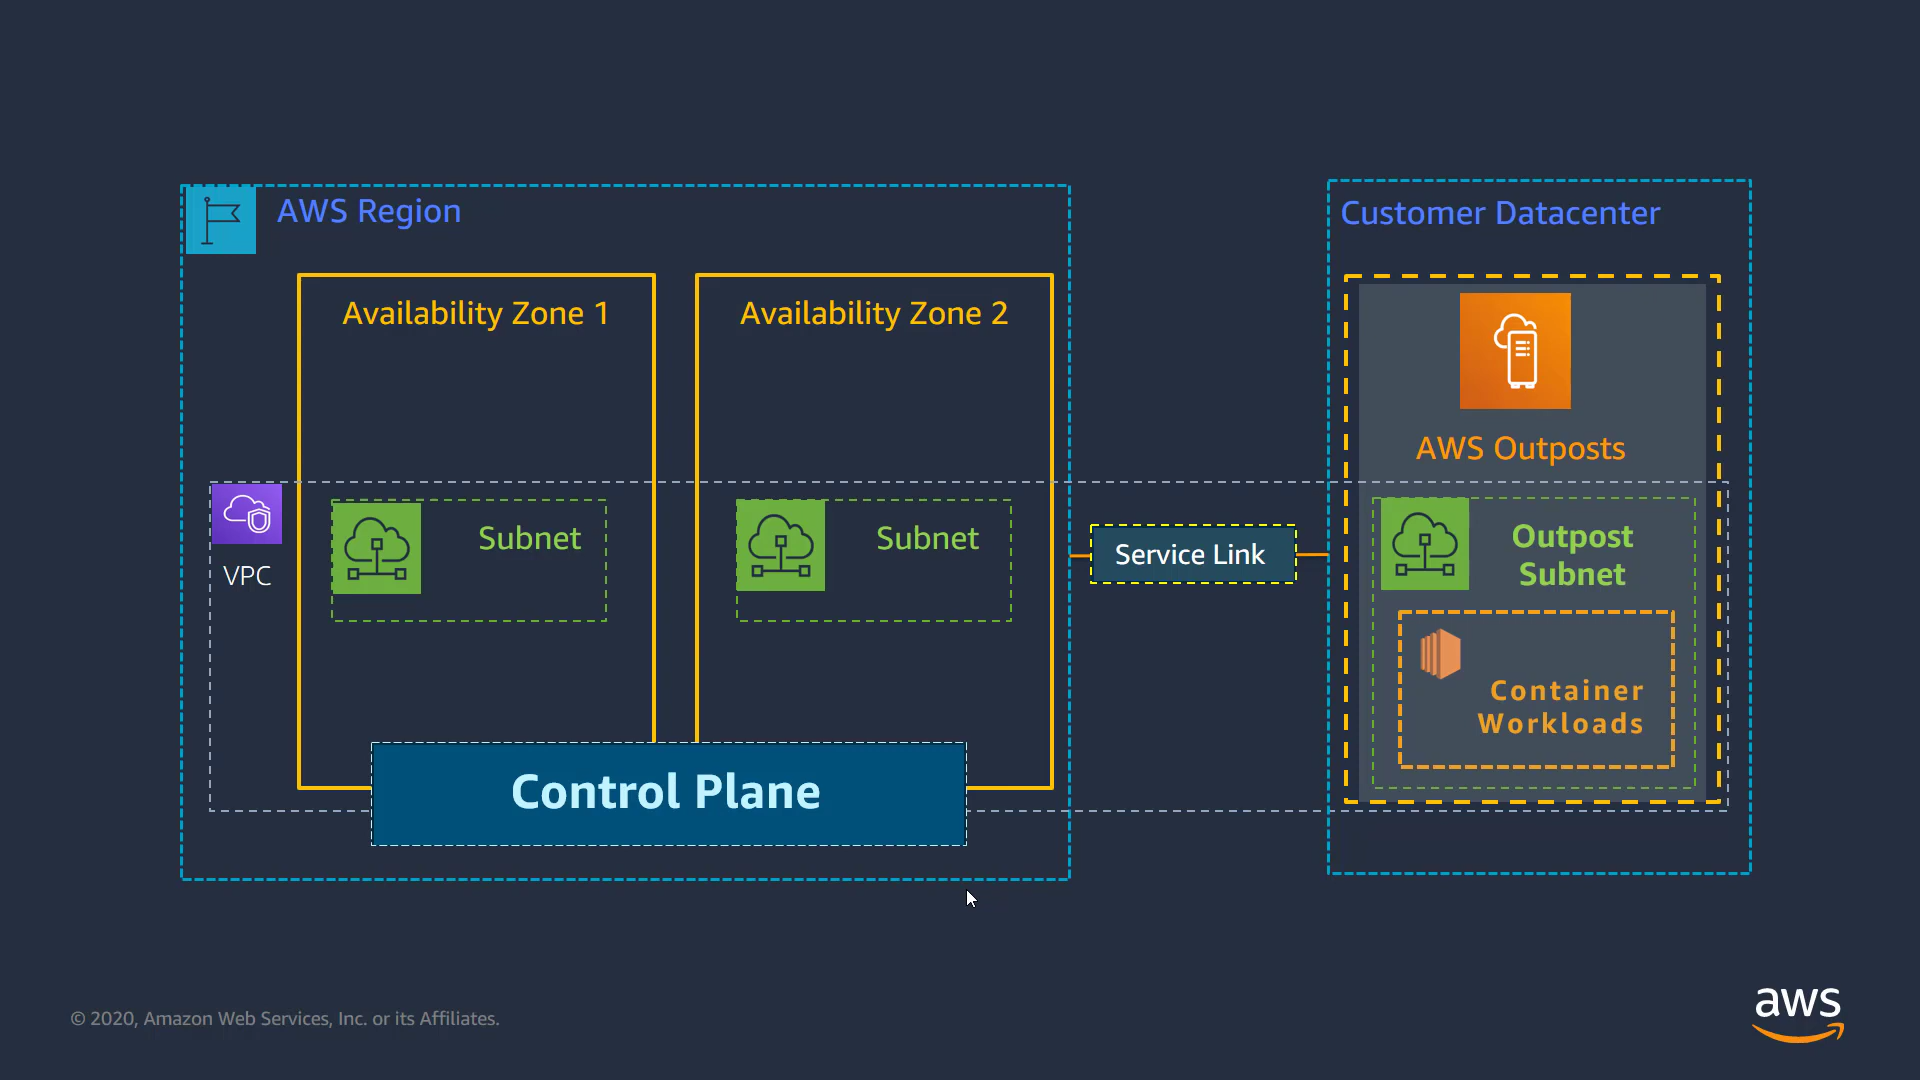 AWS Region
Customer Datacenter
Availability Zone 1
Availability Zone 2
AWS Outposts
VPC
Subnet
Subnet
Service Link
Outpost
Subnet
Container
Workloads
Control Plane
© 2020, Amazon Web Services, Inc. or its Affiliates.
aws